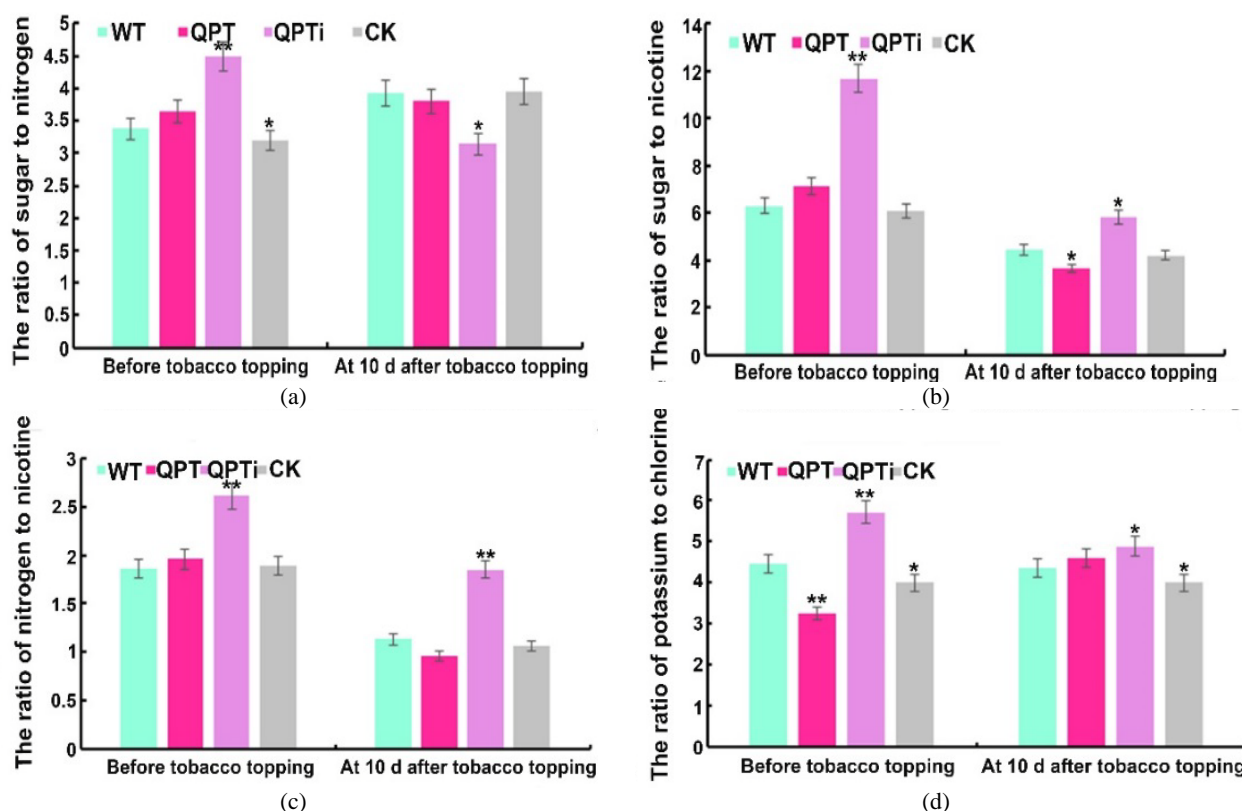 The ratio of sugar to nitrogen
WT QPT QPTi CK
5
4.5
4
3.5
3
2.5
2
1.5
1
0.5
0
** * *
Before tobacco topping At 10 d after tobacco topping
(a)
The ratio of sugar to nicotine
WT QPT QPTi CK
14
12
10
8
6
4
2
0
** * *
Before tobacco topping At 10 d after tobacco topping
(b)
The ratio of nitrogen to nicotine
WT QPT QPTi CK
3
2.5
2
1.5
1
0.5
0
** **
Before tobacco topping At 10 d after tobacco topping
(c)
The ratio of potassium to chlorine
WT QPT QPTi CK
7
6
5
4
3
2
1
0
** ** * * *
Before tobacco topping At 10 d after tobacco topping
(d)